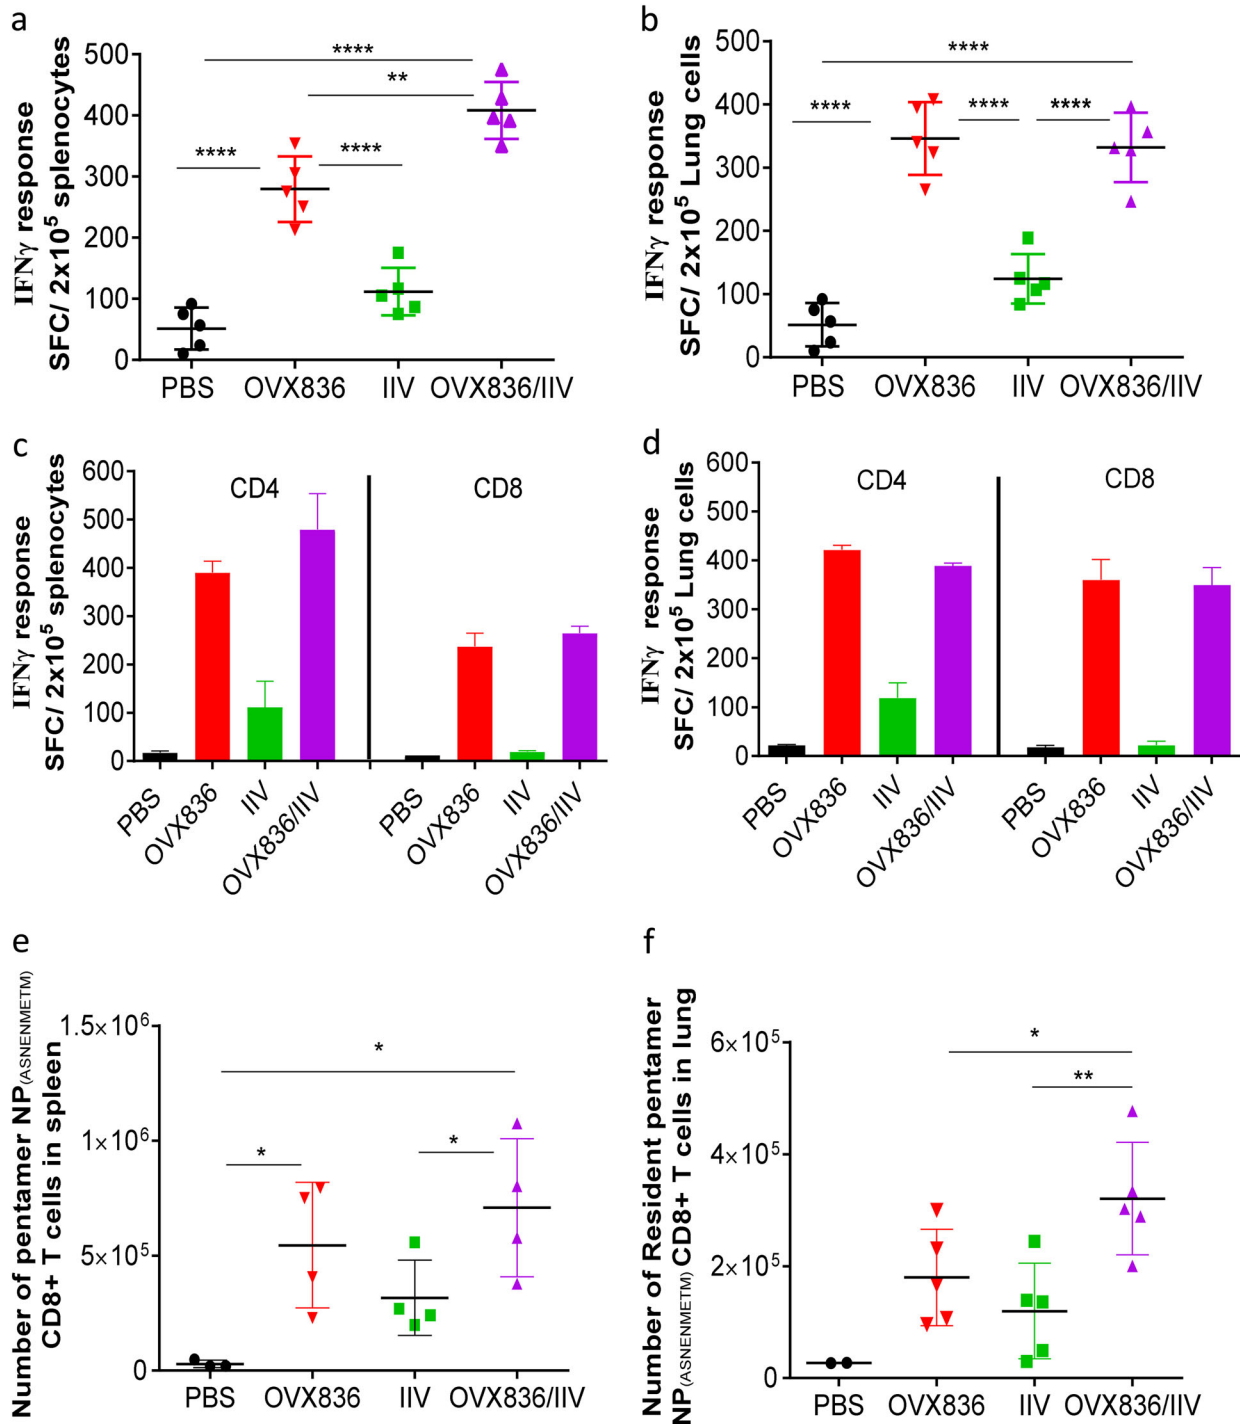 a
IFNγ response
SFC/ 2x10⁵ splenocytes
500
400
300
200
100
0
****
**
****
****
PBS
OVX836
IIV
OVX836/IIV
b
IFNγ response
SFC/ 2x10⁵ Lung cells
500
400
300
200
100
0
****
****
****
****
PBS
OVX836
IIV
OVX836/IIV
c
IFNγ response
SFC/ 2x10⁵ splenocytes
600
500
400
300
200
100
0
CD4
CD8
PBS
OVX836
IIV
OVX836/IIV
PBS
OVX836
IIV
OVX836/IIV
d
IFNγ response
SFC/ 2x10⁵ Lung cells
600
500
400
300
200
100
0
CD4
CD8
PBS
OVX836
IIV
OVX836/IIV
PBS
OVX836
IIV
OVX836/IIV
e
Number of pentamer NP(ASNENMETM)
CD8+ T cells in spleen
1.5×10⁶
1×10⁶
5×10⁵
0
*
*
*
PBS
OVX836
IIV
OVX836/IIV
f
Number of Resident pentamer
NP(ASNENMETM) CD8+ T cells in lung
6×10⁵
4×10⁵
2×10⁵
0
*
**
PBS
OVX836
IIV
OVX836/IIV